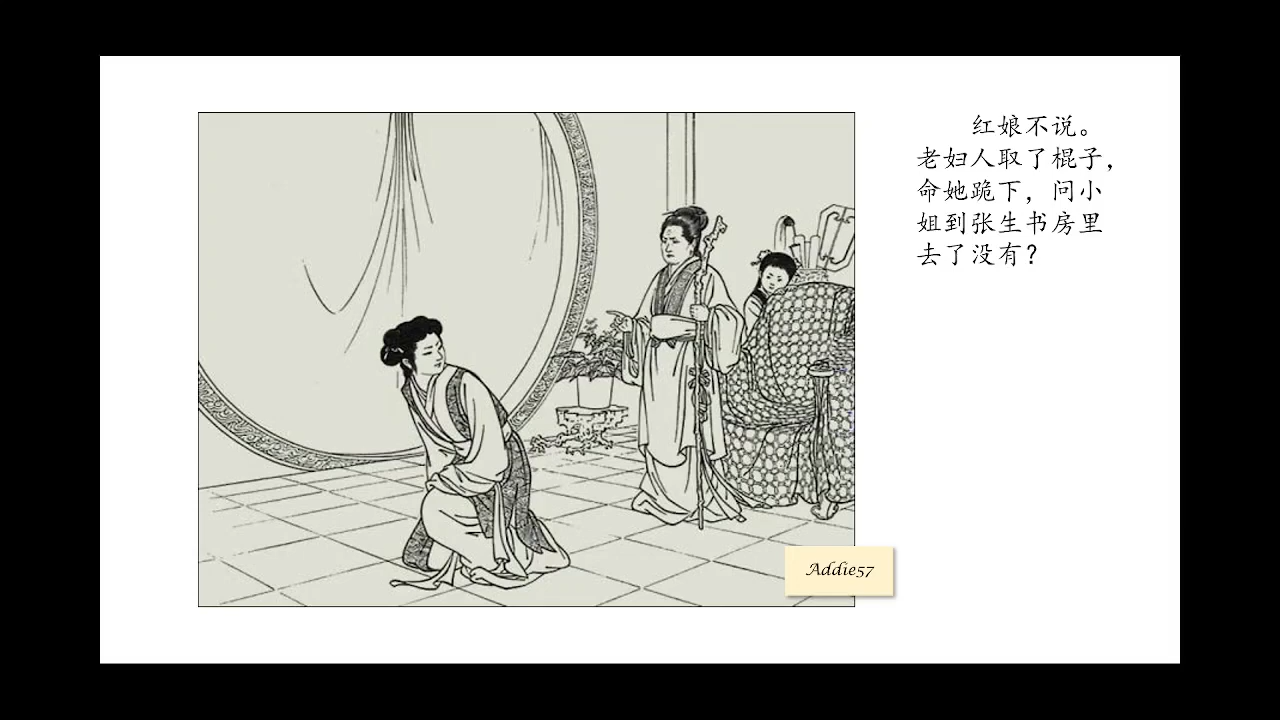 红娘不说。
老妇人取了棍子，
命她跪下，问小
姐到张生书房里
去了没有？
Addie57